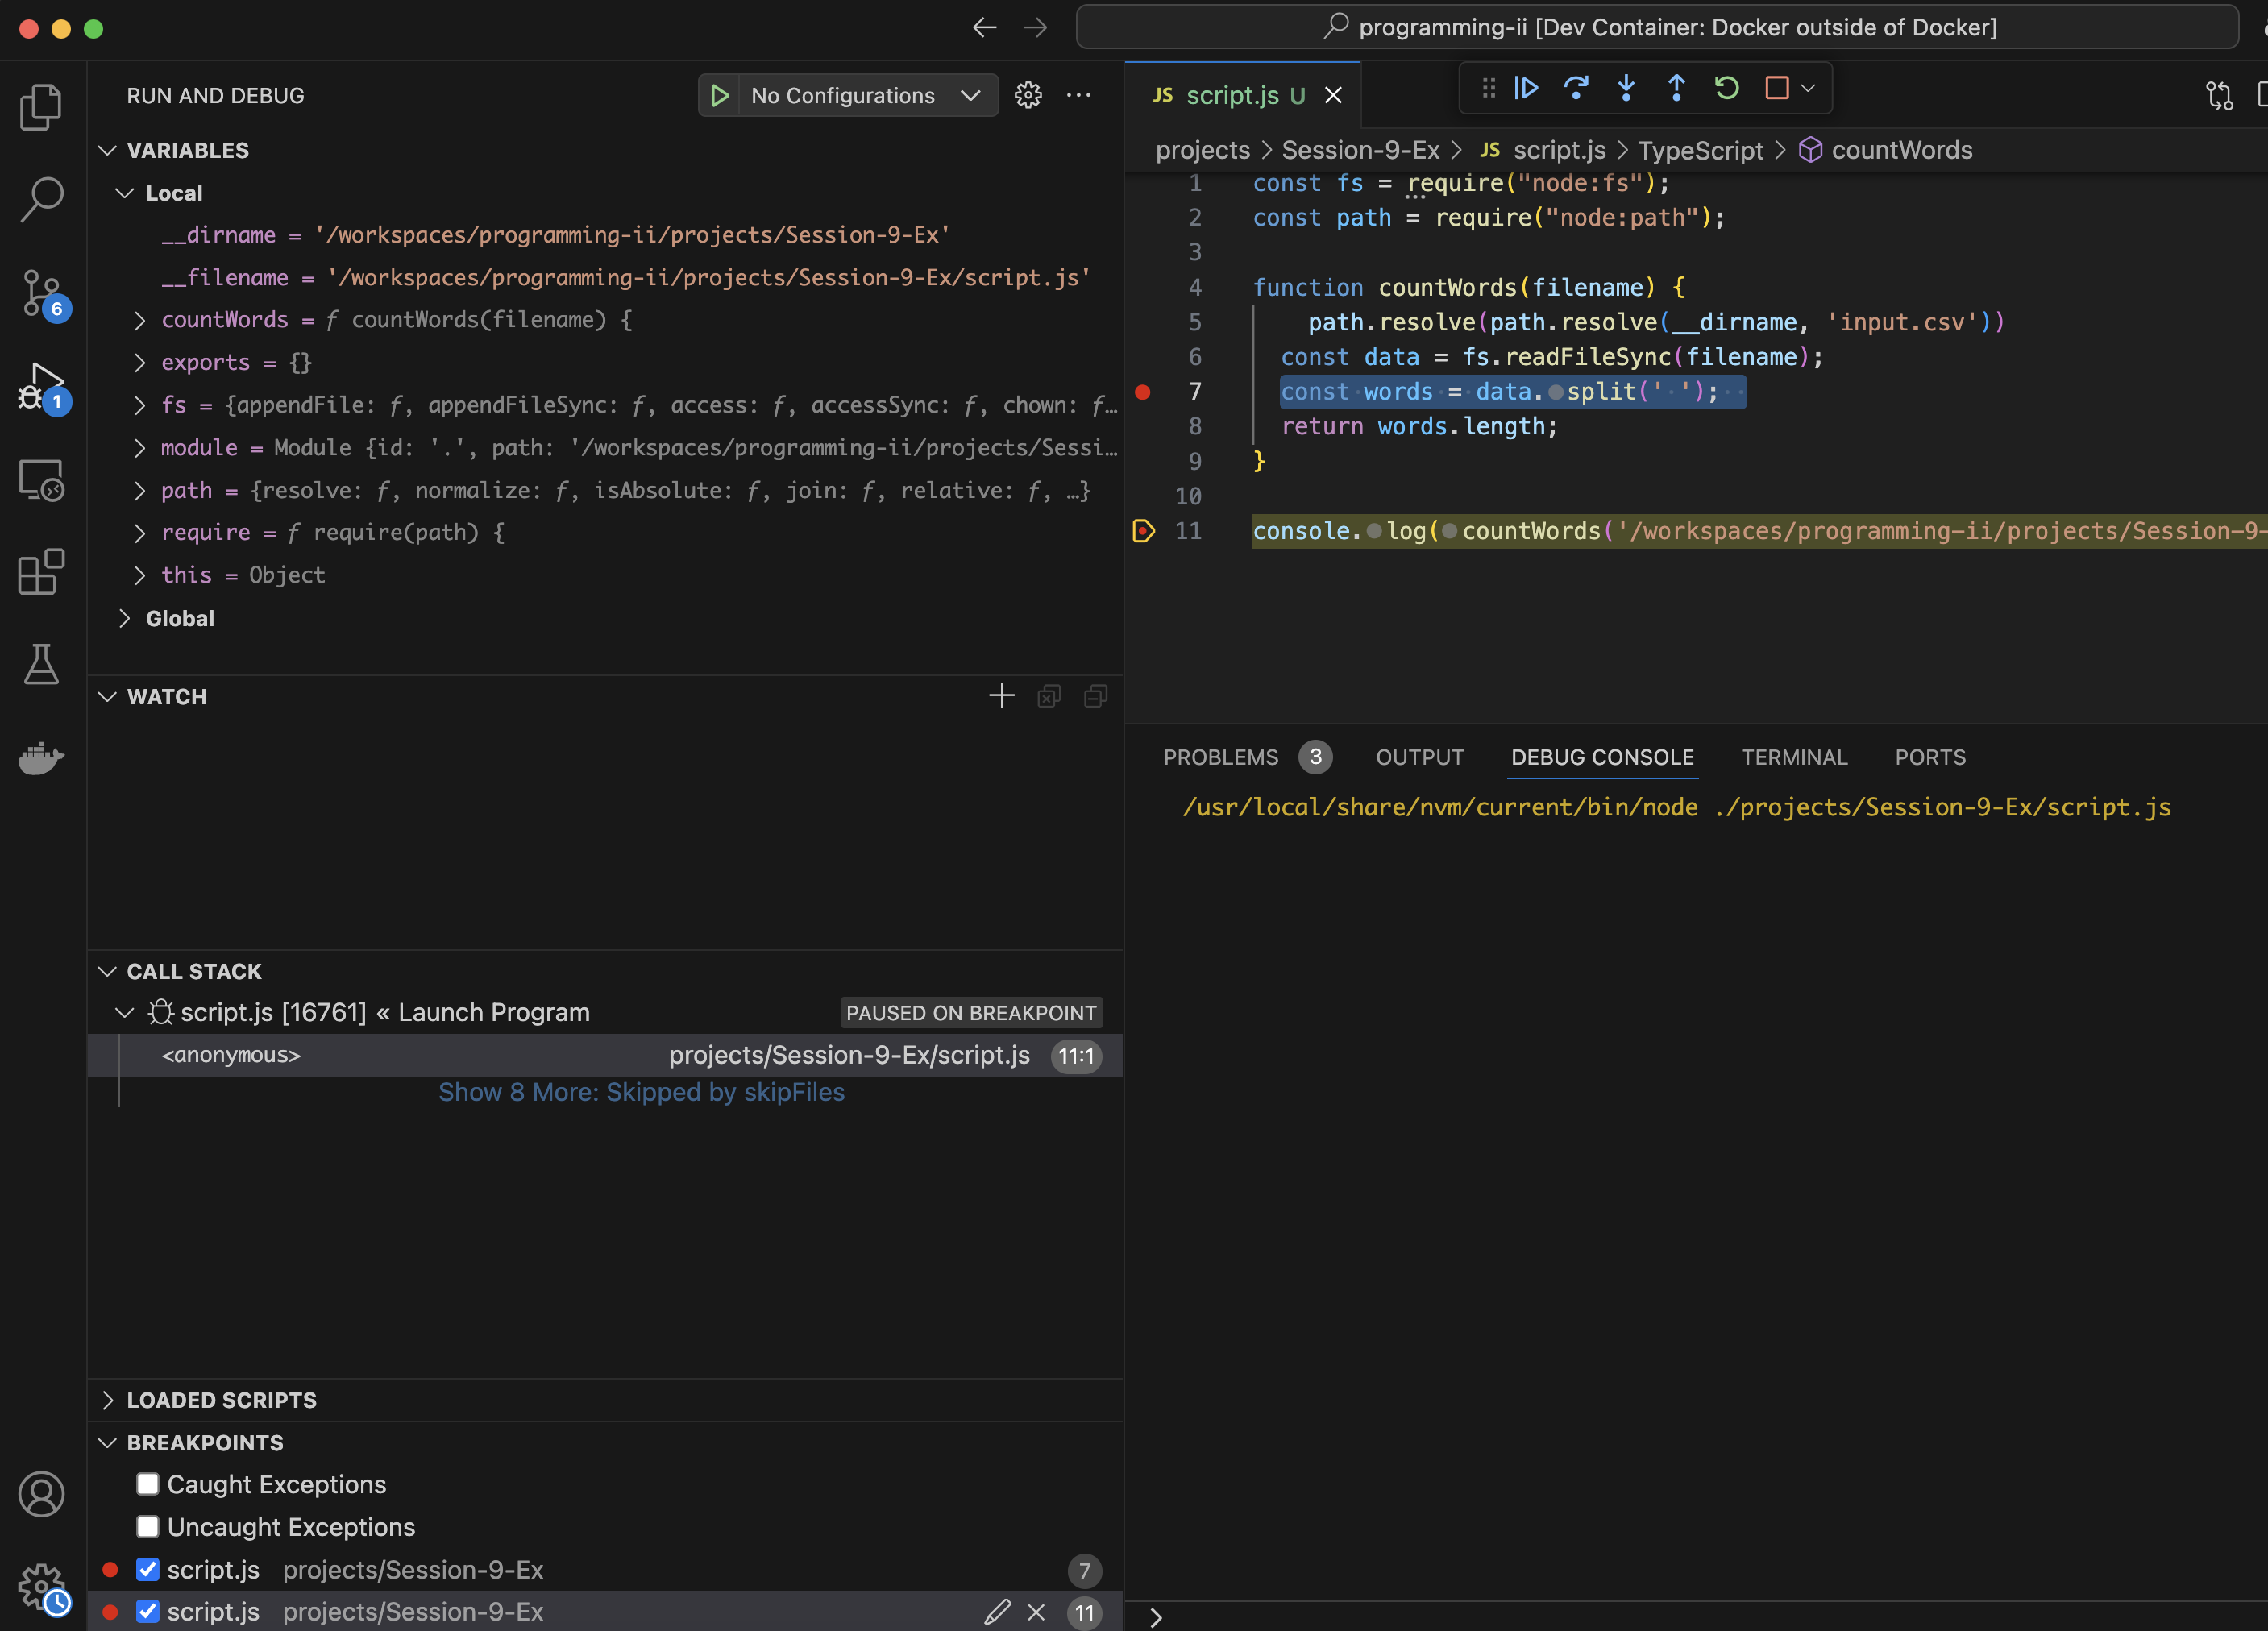 programming-ii [Dev Container: Docker outside of Docker]
RUN AND DEBUG
No Configurations
VARIABLES
Local
__dirname = '/workspaces/programming-ii/projects/Session-9-Ex'
__filename = '/workspaces/programming-ii/projects/Session-9-Ex/script.js'
countWords = ƒ countWords(filename) {
exports = {}
fs = {appendFile: ƒ, appendFileSync: ƒ, access: ƒ, accessSync: ƒ, chown: ƒ…
module = Module {id: '.', path: '/workspaces/programming-ii/projects/Sessi…
path = {resolve: ƒ, normalize: ƒ, isAbsolute: ƒ, join: ƒ, relative: ƒ, …}
require = ƒ require(path) {
this = Object
Global
WATCH
CALL STACK
script.js [16761] « Launch Program PAUSED ON BREAKPOINT
<anonymous> projects/Session-9-Ex/script.js 11:1
Show 8 More: Skipped by skipFiles
LOADED SCRIPTS
BREAKPOINTS
Caught Exceptions
Uncaught Exceptions
script.js projects/Session-9-Ex 7
script.js projects/Session-9-Ex 11
6
1
JS script.js U
projects > Session-9-Ex > JS script.js > TypeScript > countWords
1 const fs = require("node:fs");
2 const path = require("node:path");
3
4 function countWords(filename) {
5 path.resolve(path.resolve(__dirname, 'input.csv'))
6 const data = fs.readFileSync(filename);
7 const words = data.split(' ');
8 return words.length;
9 }
10
11 console.log(countWords('/workspaces/programming-ii/projects/Session-9-
PROBLEMS 3 OUTPUT DEBUG CONSOLE TERMINAL PORTS
/usr/local/share/nvm/current/bin/node ./projects/Session-9-Ex/script.js